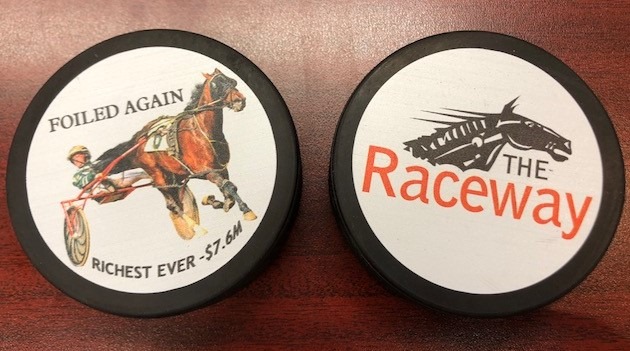 FOILED AGAIN
RICHEST EVER -$7.6M
THE
Raceway